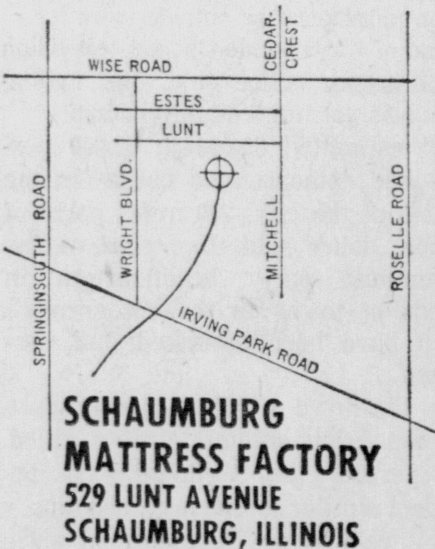 CEDAR-
CREST
WISE ROAD
ESTES
LUNT
SPRINGINSGUTH ROAD
WRIGHT BLVD
MITCHELL
ROSELLE ROAD
IRVING PARK ROAD
SCHAUMBURG
MATTRESS FACTORY
529 LUNT AVENUE
SCHAUMBURG, ILLINOIS